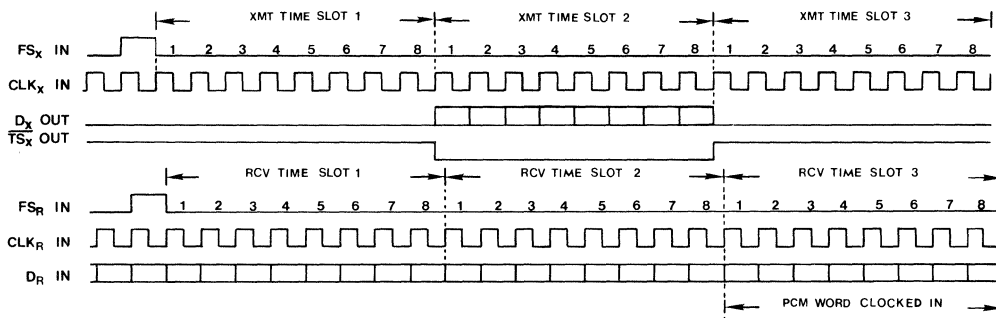 XMT TIME SLOT 1 XMT TIME SLOT 2 XMT TIME SLOT 3
FSX IN 1 2 3 4 5 6 7 8 1 2 3 4 5 6 7 8 1 2 3 4 5 6 7 8
CLKX IN
DX OUT
TSX OUT
RCV TIME SLOT 1 RCV TIME SLOT 2 RCV TIME SLOT 3
FSR IN 1 2 3 4 5 6 7 8 1 2 3 4 5 6 7 8 1 2 3 4 5 6 7 8
CLKR IN
DR IN
PCM WORD CLOCKED IN